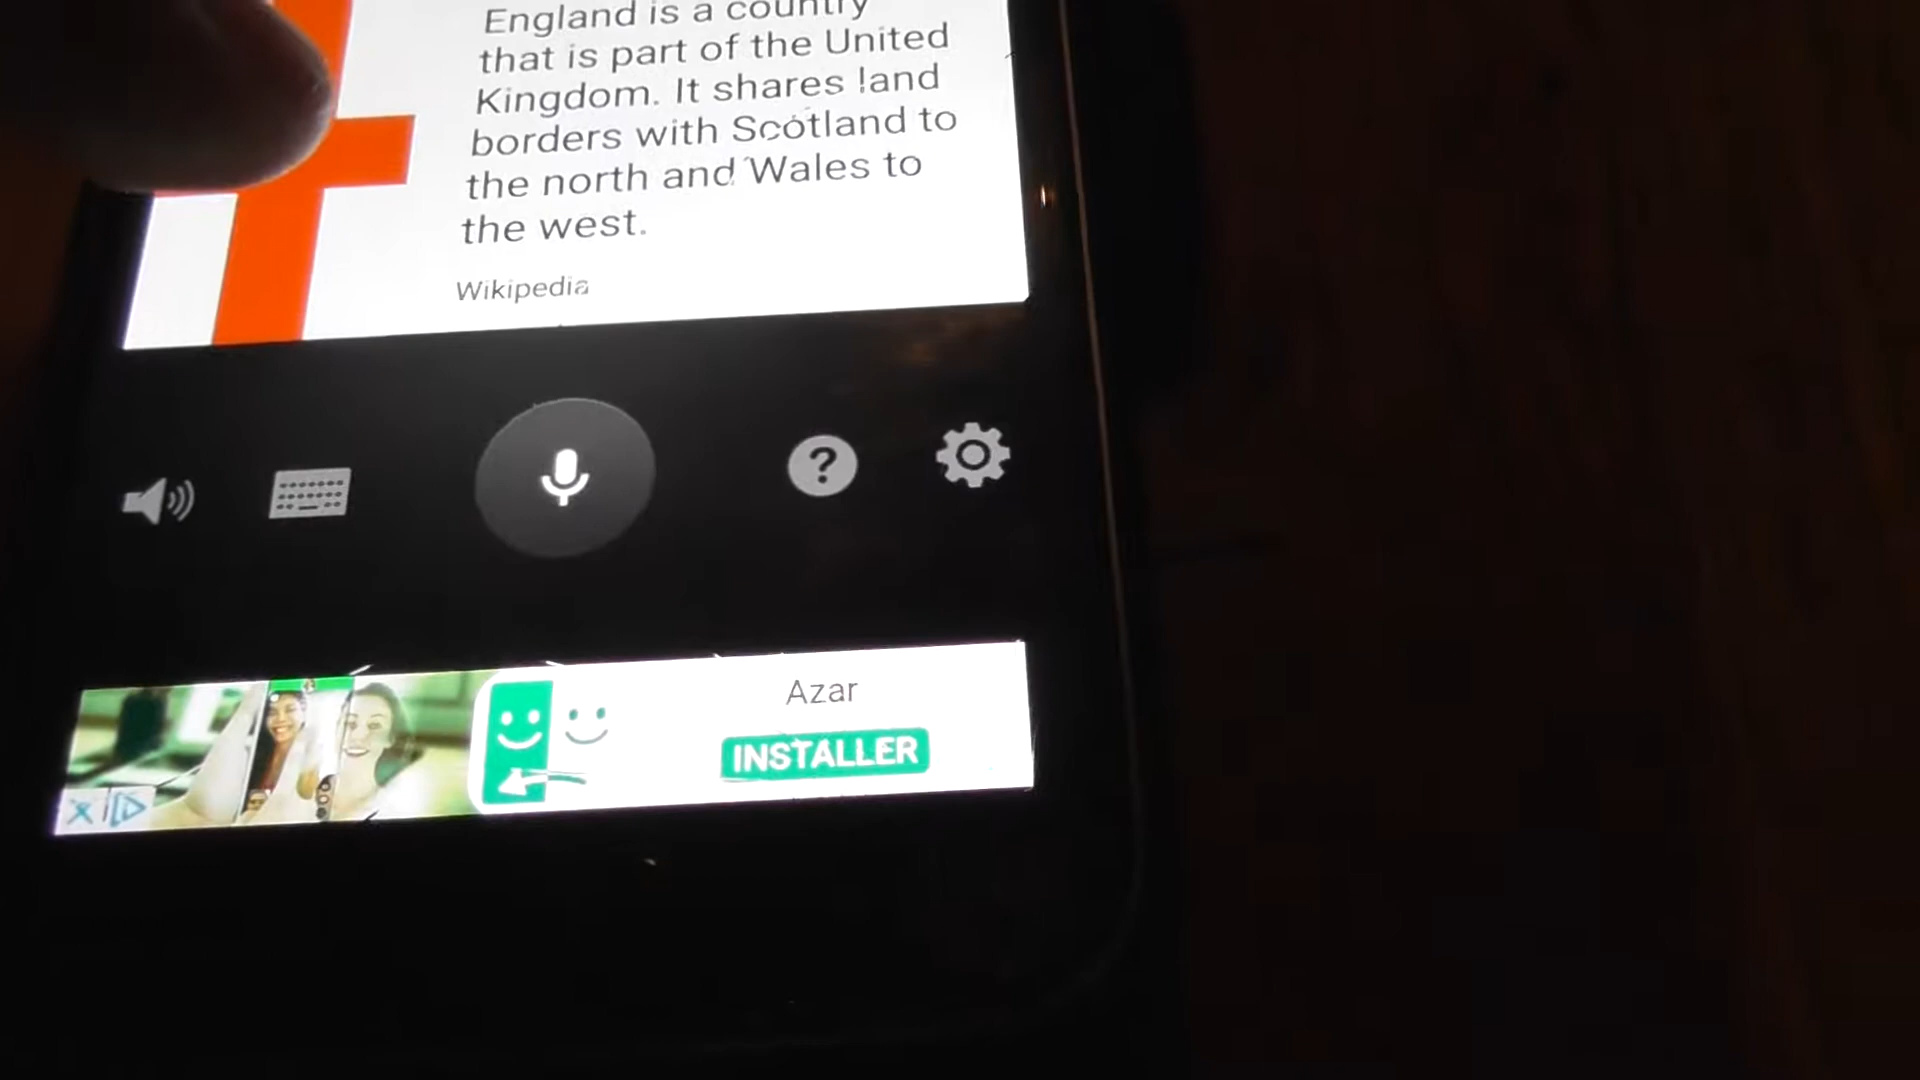 England is a country
that is part of the United
Kingdom. It shares land
borders with Scotland to
the north and Wales to
the west.
Wikipedia
?
Azar
INSTALLER